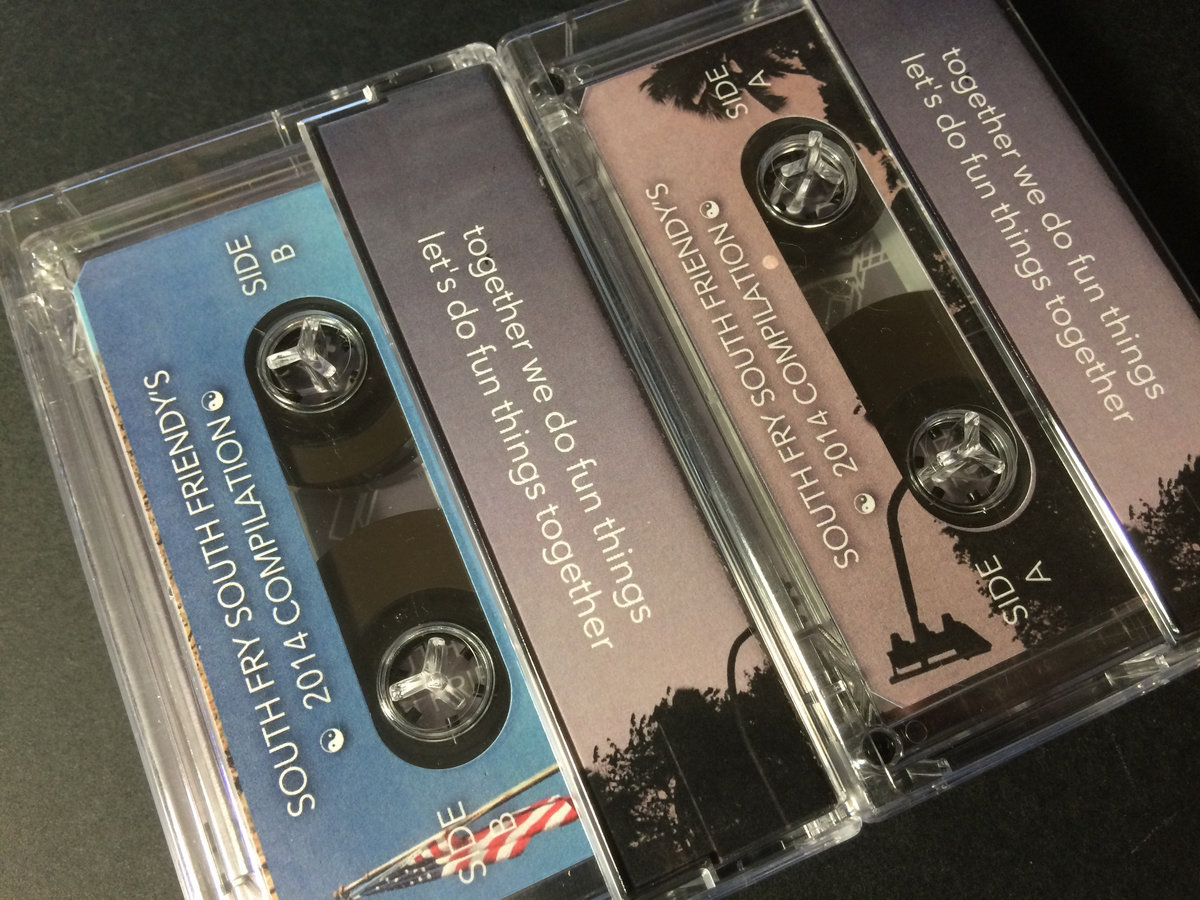 SIDE
B
SOUTH FRY SOUTH FRIENDY'S
☯ 2014 COMPILATION ☯
SIDE
B
together we do fun things
let's do fun things together
SIDE
A
SOUTH FRY SOUTH FRIENDY'S
☯ 2014 COMPILATION ☯
SIDE
A
together we do fun things
let's do fun things together